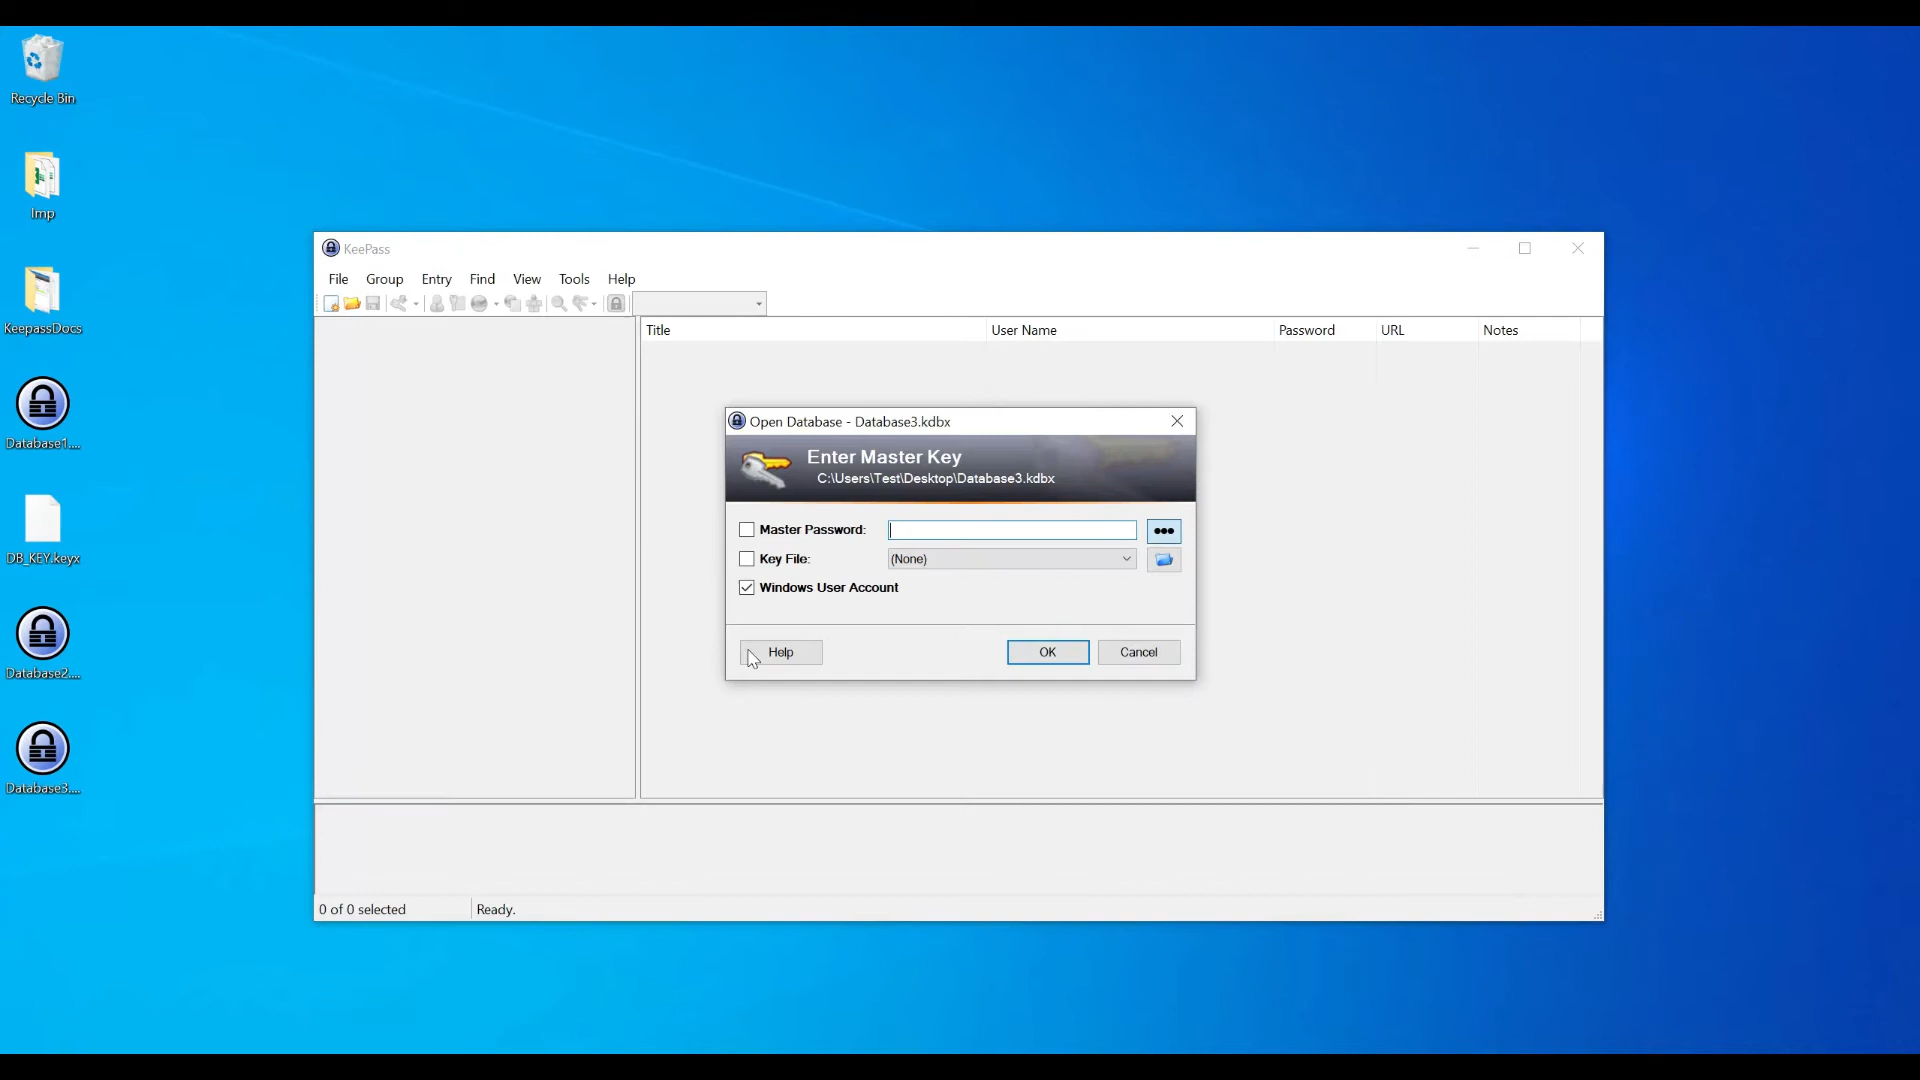 Recycle Bin
Imp
KeepassDocs
Database1....
DB_KEY.keyx
Database2....
Database3....
KeePass
File Group Entry Find View Tools Help
Title User Name Password URL Notes
Open Database - Database3.kdbx
Enter Master Key
C:\Users\Test\Desktop\Database3.kdbx
Master Password:
Key File: (None)
Windows User Account
Help OK Cancel
0 of 0 selected Ready.